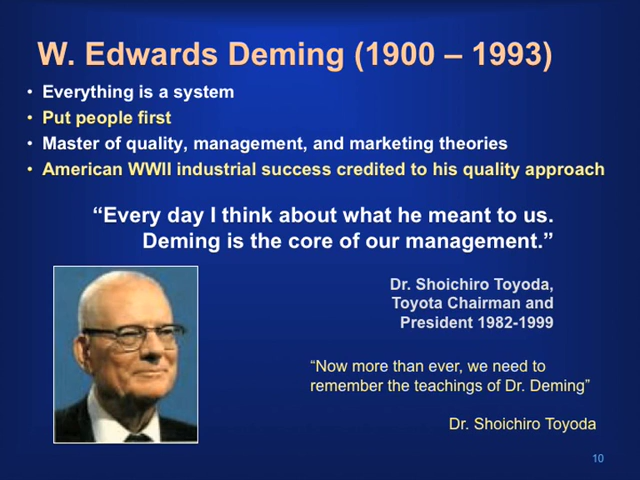 W. Edwards Deming (1900 – 1993)
• Everything is a system
• Put people first
• Master of quality, management, and marketing theories
• American WWII industrial success credited to his quality approach
“Every day I think about what he meant to us.
Deming is the core of our management.”
Dr. Shoichiro Toyoda,
Toyota Chairman and
President 1982-1999
“Now more than ever, we need to
remember the teachings of Dr. Deming”
Dr. Shoichiro Toyoda
10